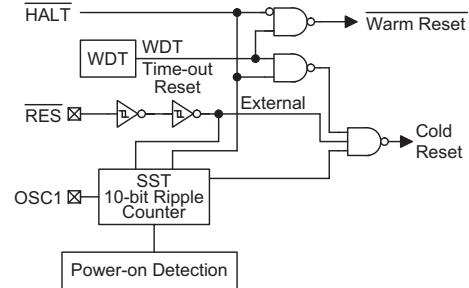 HALT
Warm Reset
WDT
WDT
Time-out
Reset
RES
External
Cold
Reset
OSC1
SST
10-bit Ripple
Counter
Power-on Detection